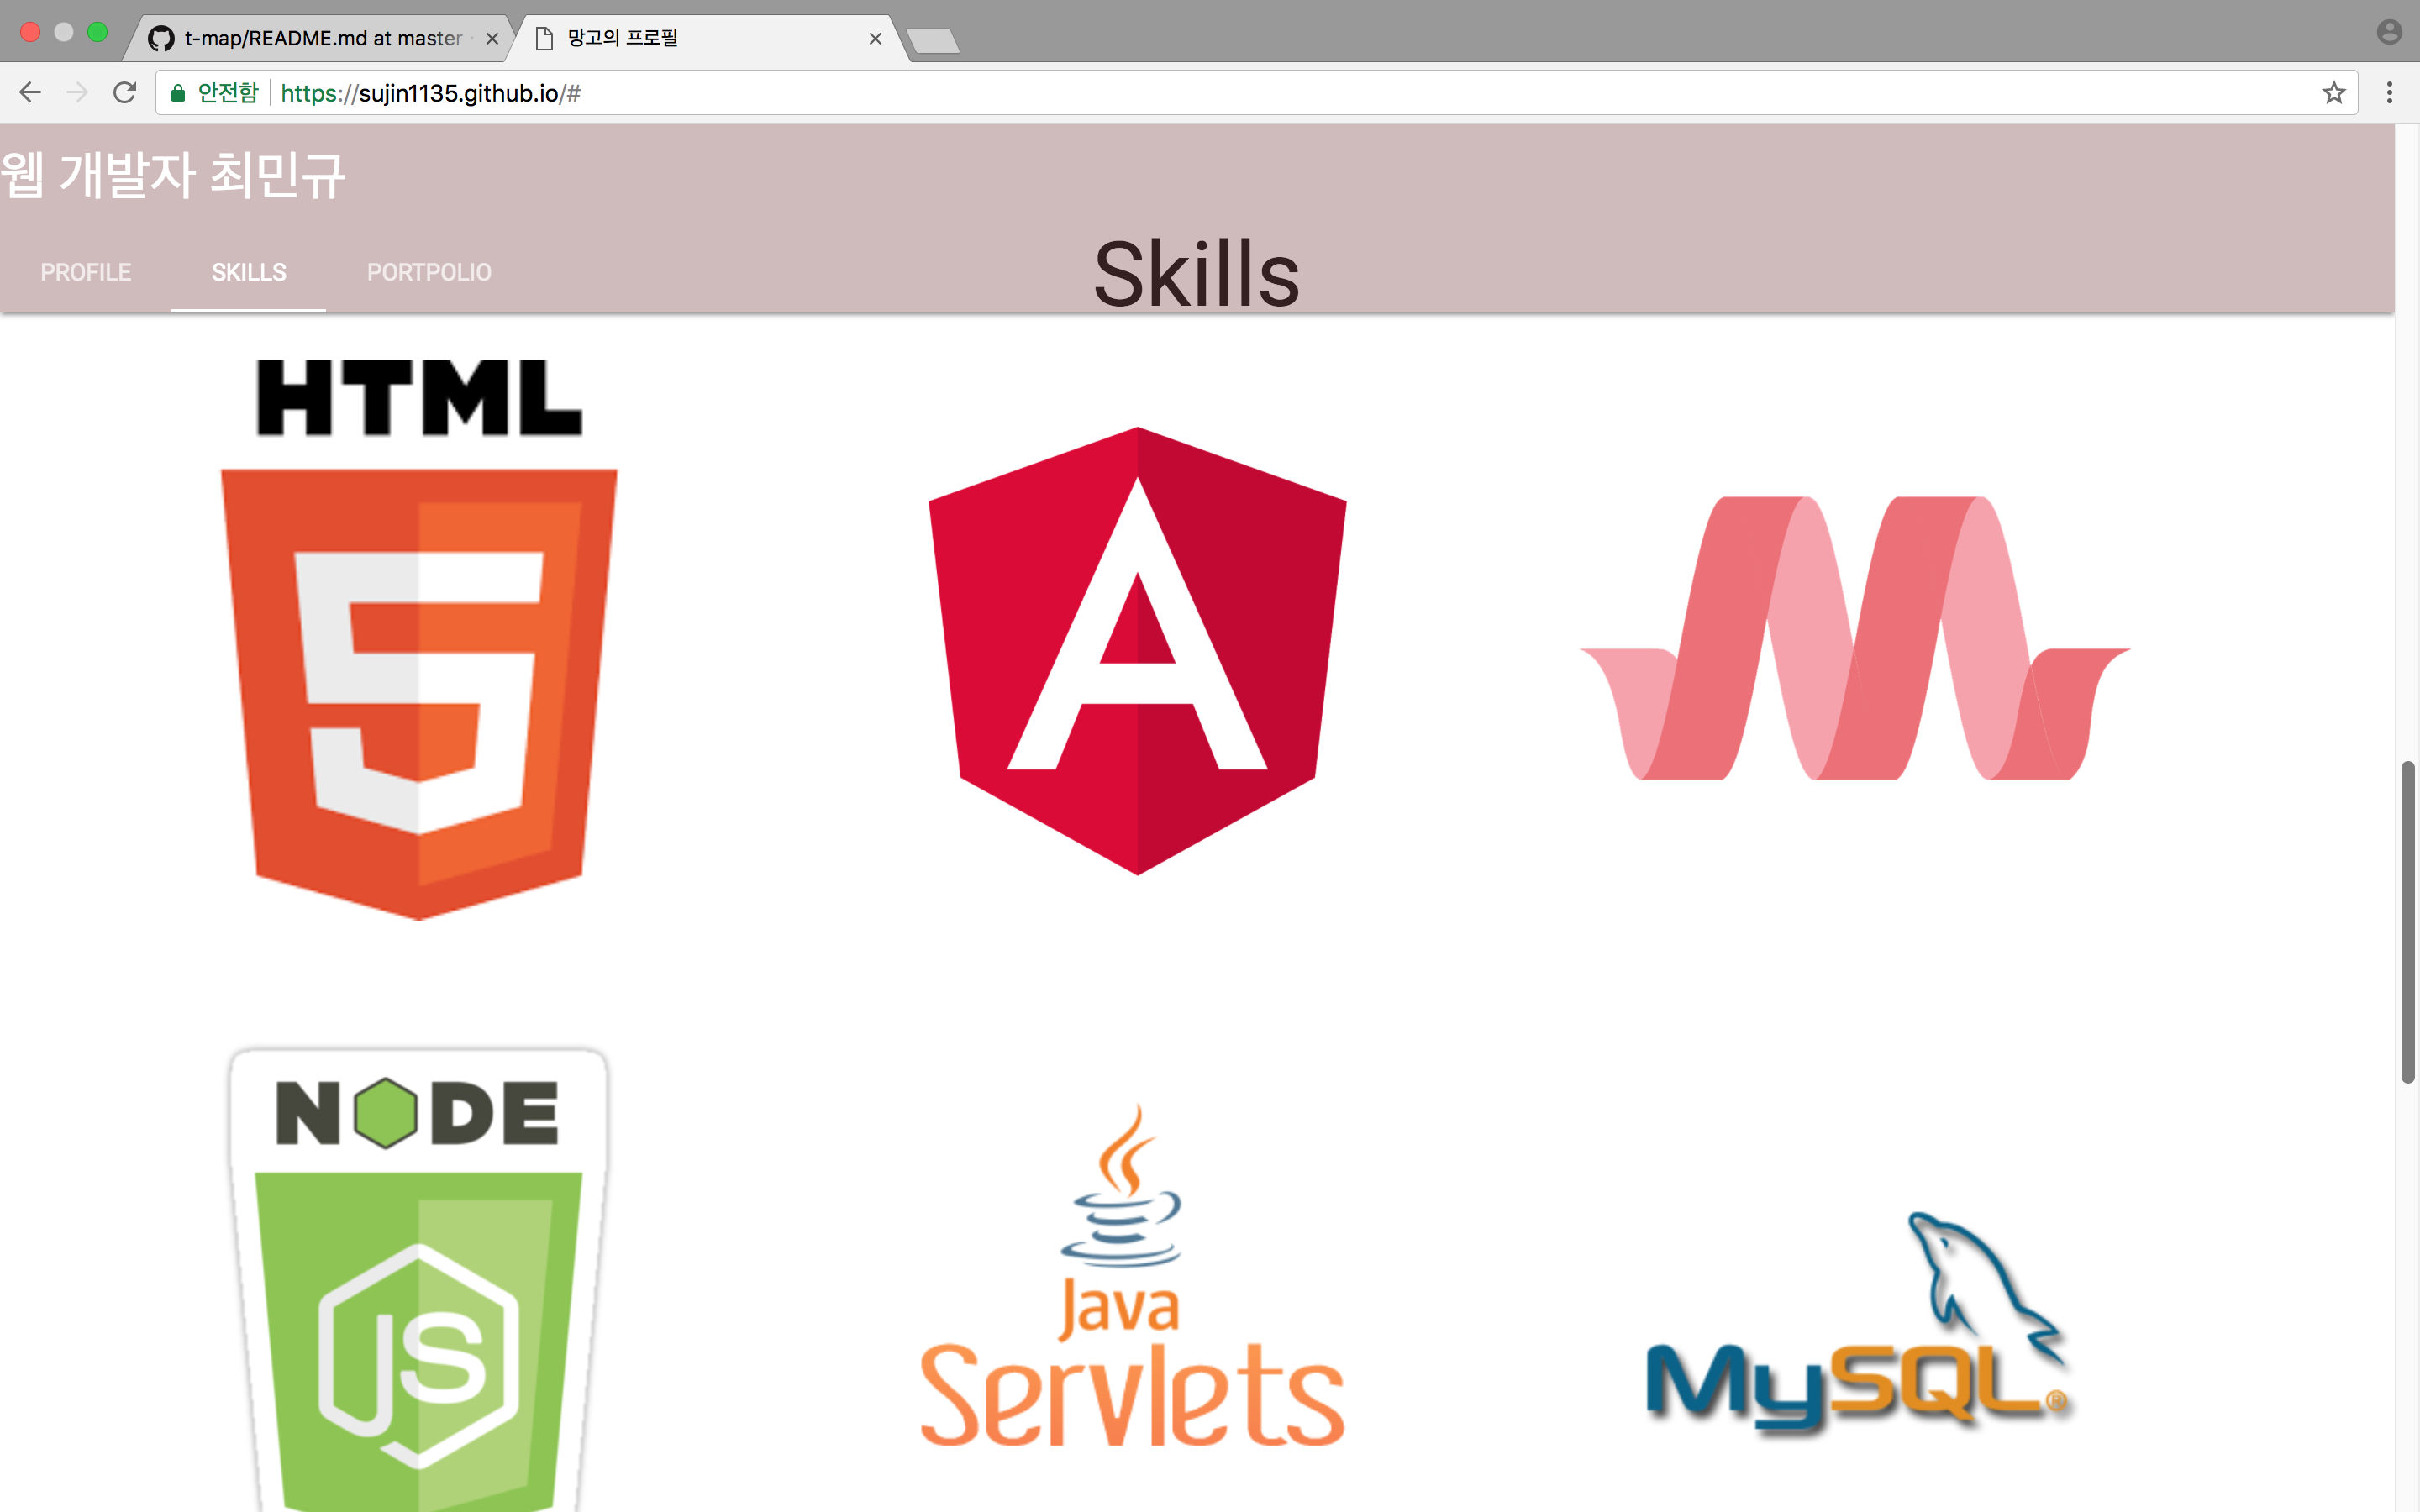 t-map/README.md at master
망고의 프로필
안전함 https://sujin1135.github.io/#
웹 개발자 최민규
PROFILE SKILLS PORTPOLIO
Skills
HTML
5
A
NODE
JS
Java
Servlets
MySQL®